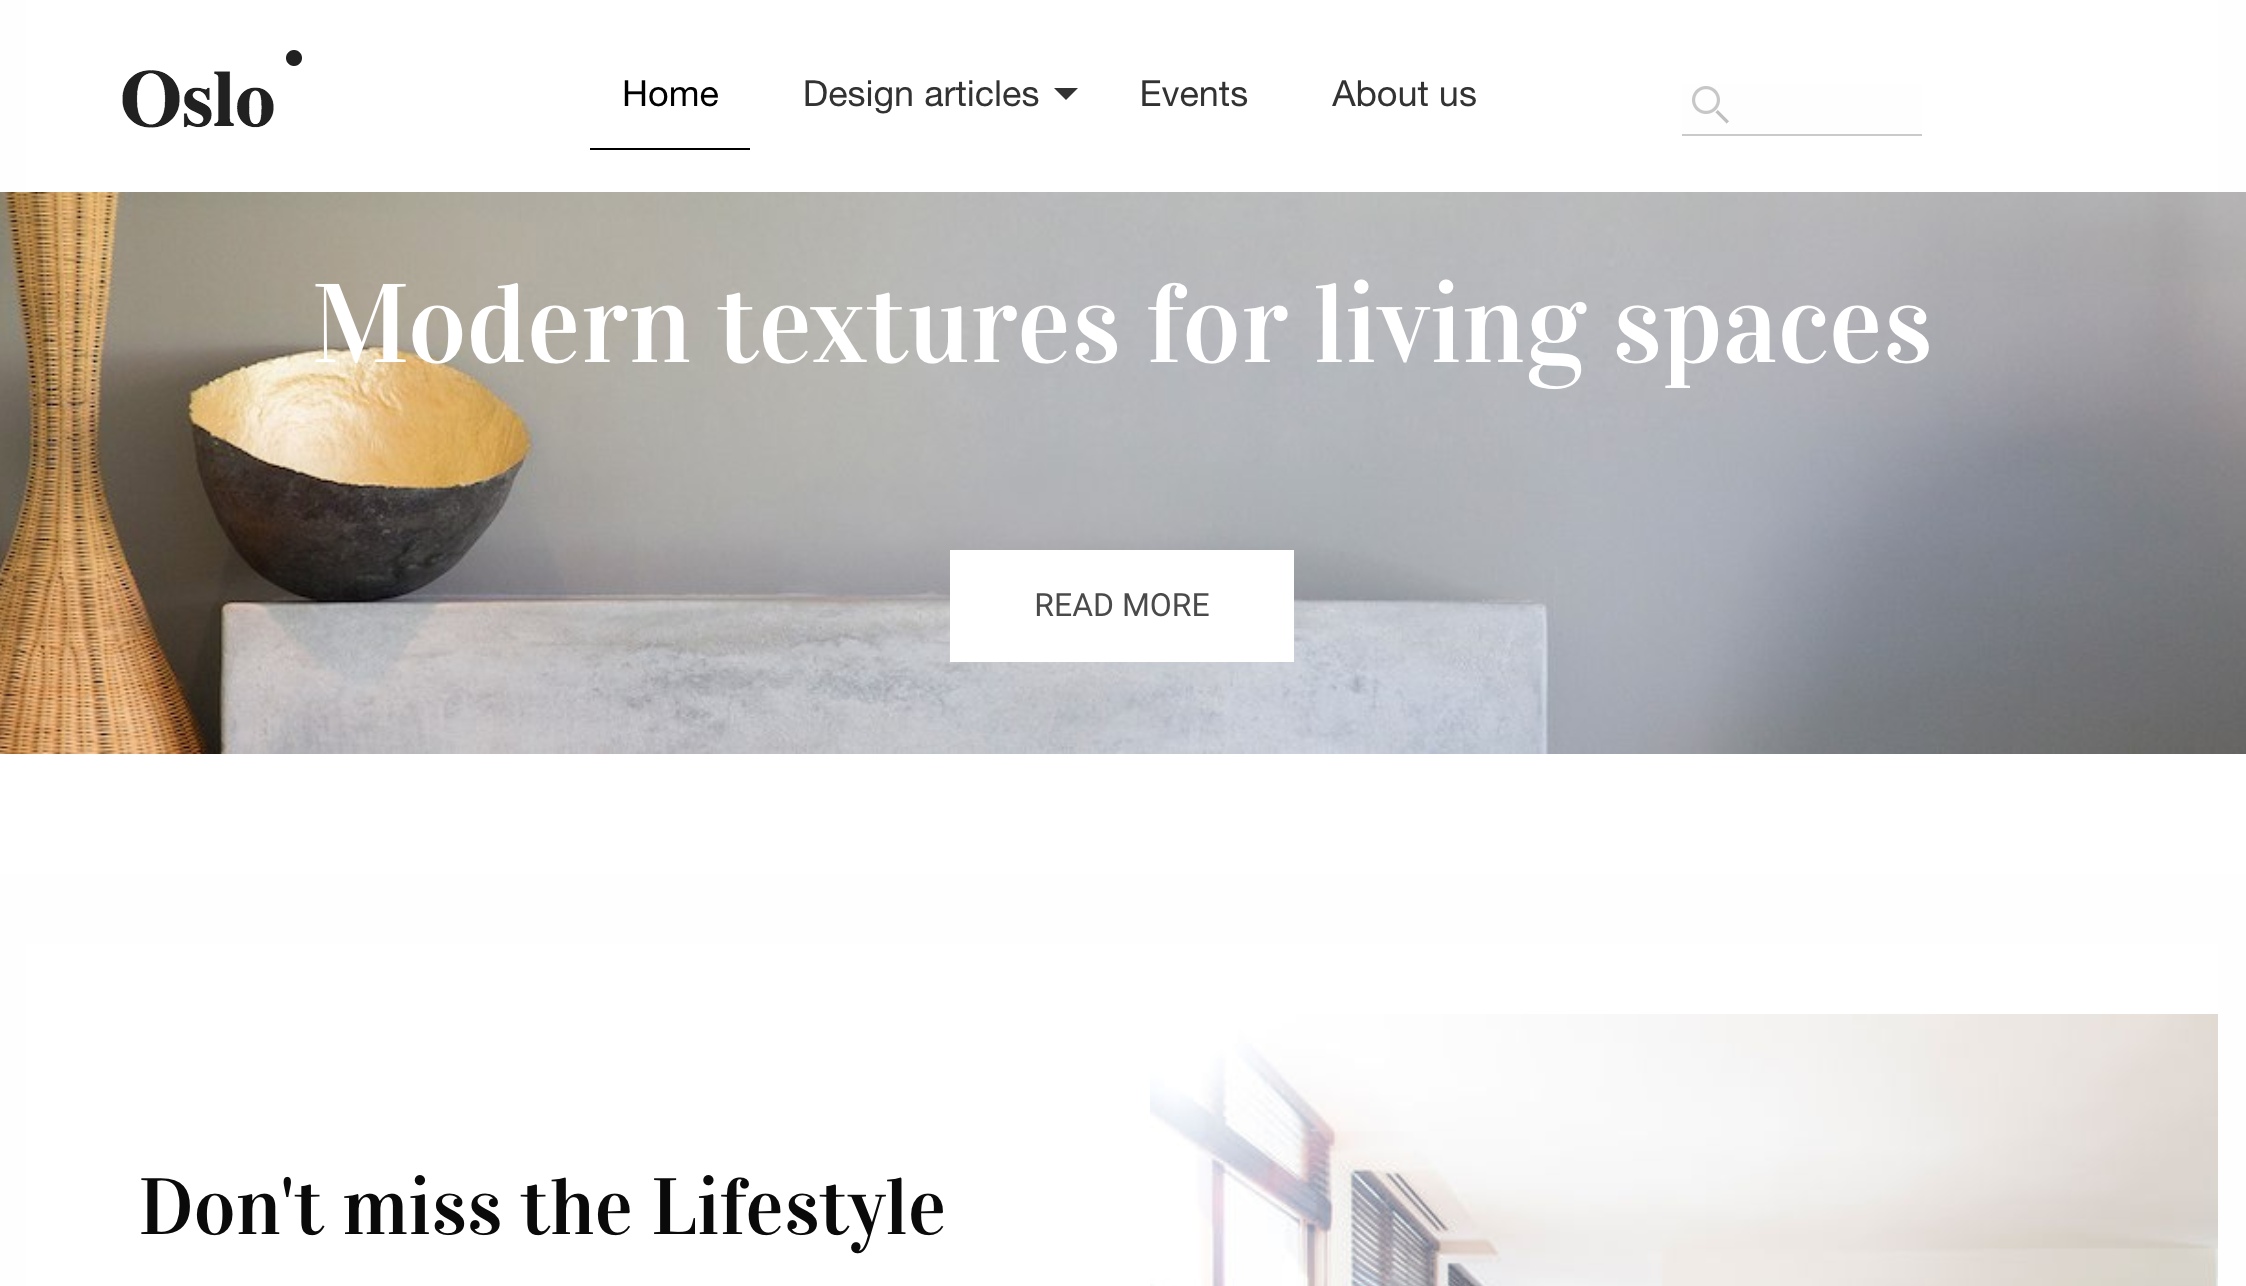 Oslo
Home Design articles Events About us
Modern textures for living spaces
READ MORE
Don't miss the Lifestyle